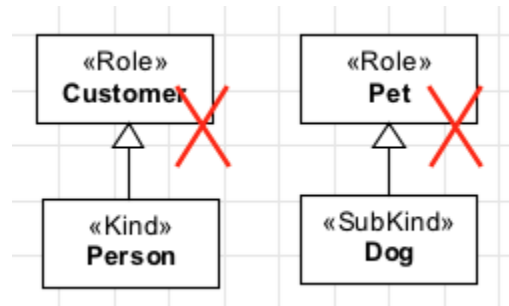 «Role»
Customer
«Role»
Pet
«Kind»
Person
«SubKind»
Dog